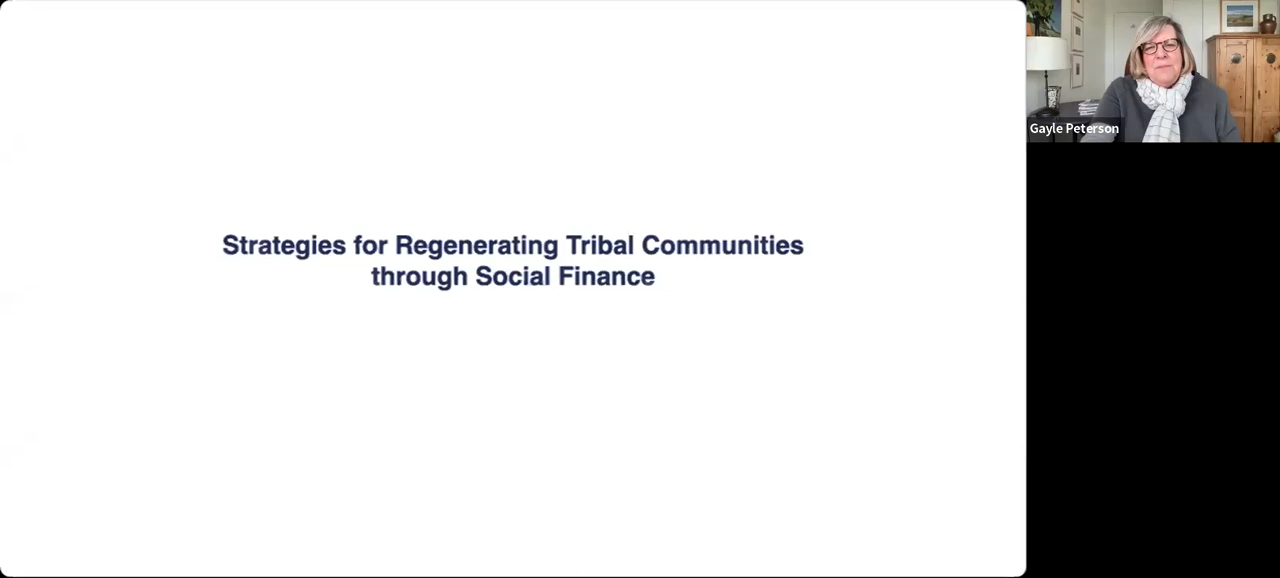 Strategies for Regenerating Tribal Communities
through Social Finance
Gayle Peterson